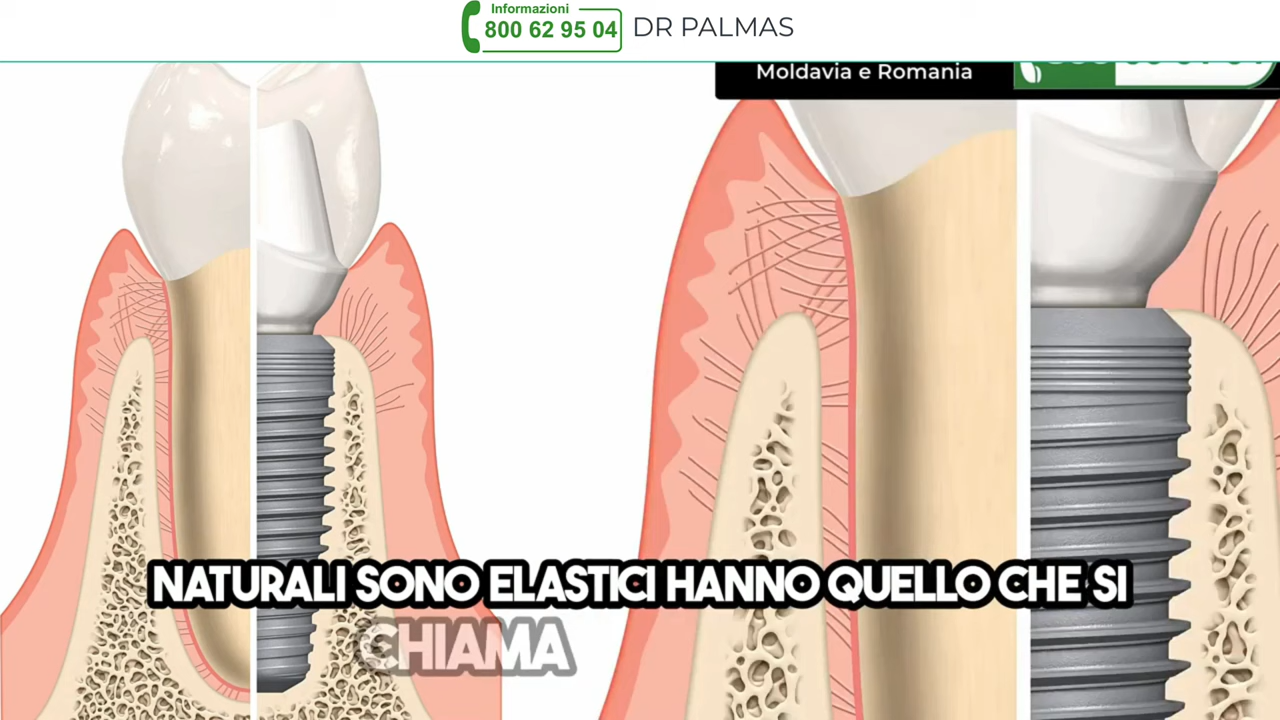 Informazioni
800 62 95 04 DR PALMAS
Moldavia e Romania
NATURALI SONO ELASTICI HANNO QUELLO CHE SI
CHIAMA